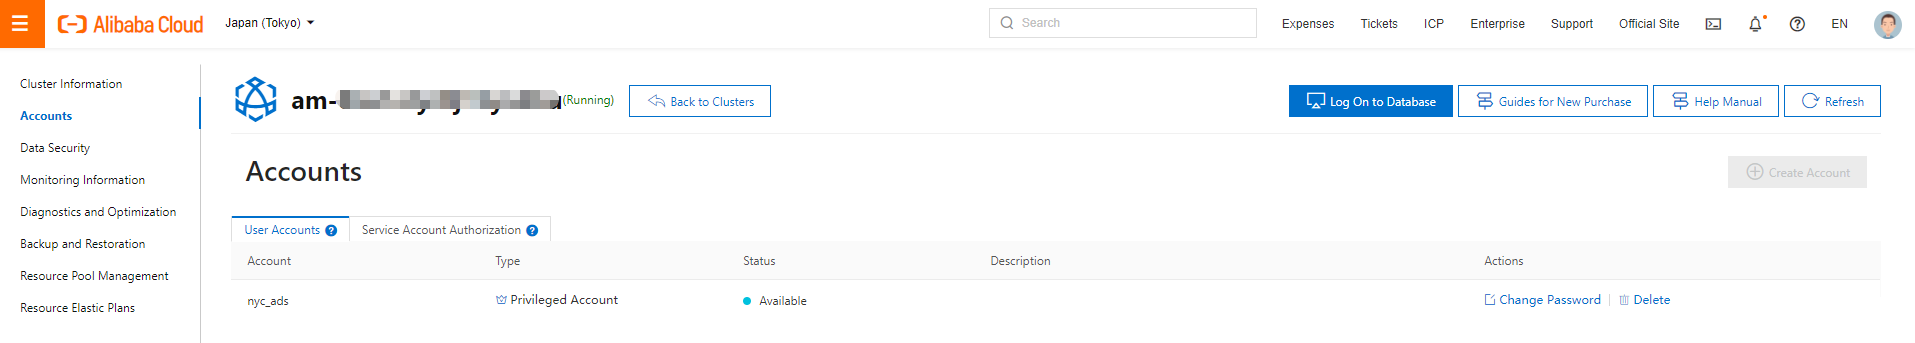 Alibaba Cloud Japan (Tokyo) Search Expenses Tickets ICP Enterprise Support Official Site EN
Cluster Information
Accounts
Data Security
Monitoring Information
Diagnostics and Optimization
Backup and Restoration
Resource Pool Management
Resource Elastic Plans
am- (Running) Back to Clusters Log On to Database Guides for New Purchase Help Manual Refresh
Accounts Create Account
User Accounts ? Service Account Authorization ?
Account Type Status Description Actions
nyc_ads Privileged Account Available Change Password Delete